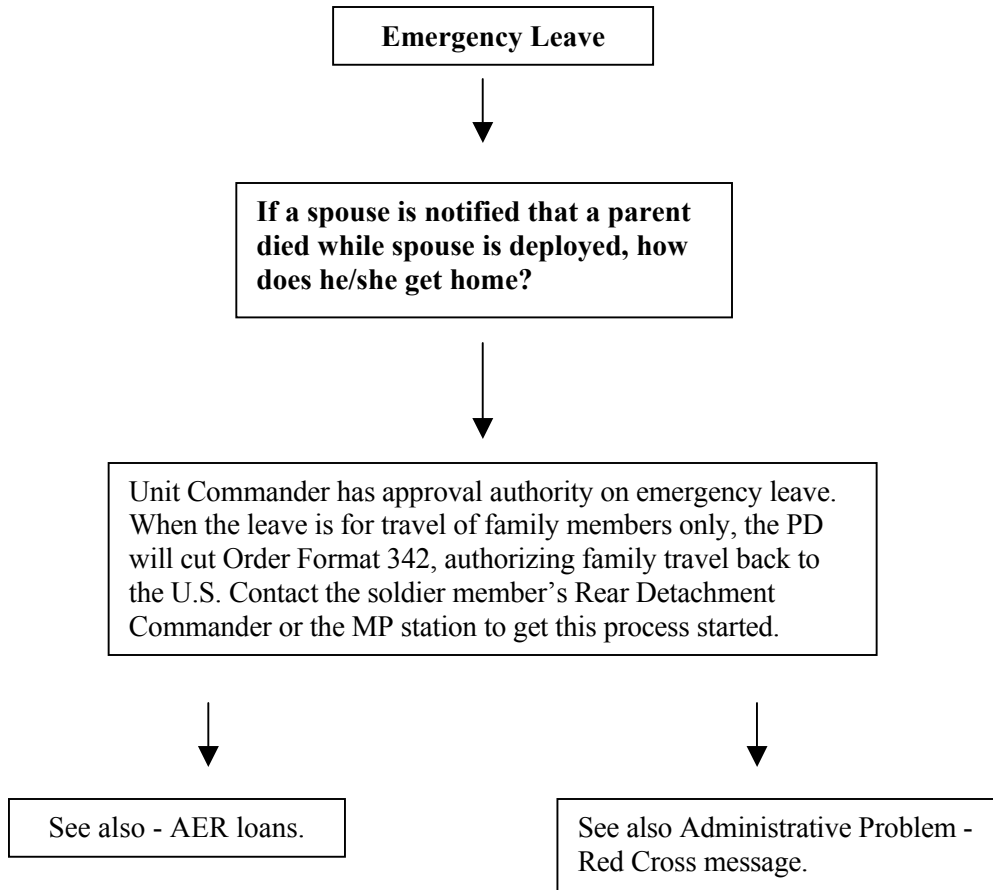 Emergency Leave
If a spouse is notified that a parent
died while spouse is deployed, how
does he/she get home?
Unit Commander has approval authority on emergency leave.
When the leave is for travel of family members only, the PD
will cut Order Format 342, authorizing family travel back to
the U.S. Contact the soldier member’s Rear Detachment
Commander or the MP station to get this process started.
See also - AER loans.
See also Administrative Problem -
Red Cross message.